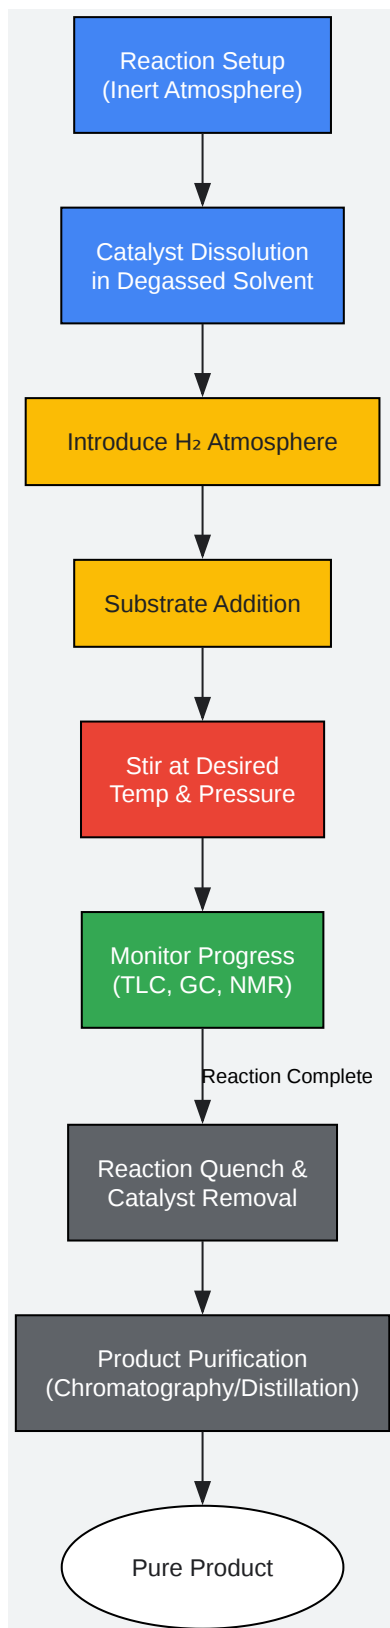 Reaction Setup
(Inert Atmosphere)
Catalyst Dissolution
in Degassed Solvent
Introduce H₂ Atmosphere
Substrate Addition
Stir at Desired
Temp & Pressure
Monitor Progress
(TLC, GC, NMR)
Reaction Complete
Reaction Quench &
Catalyst Removal
Product Purification
(Chromatography/Distillation)
Pure Product